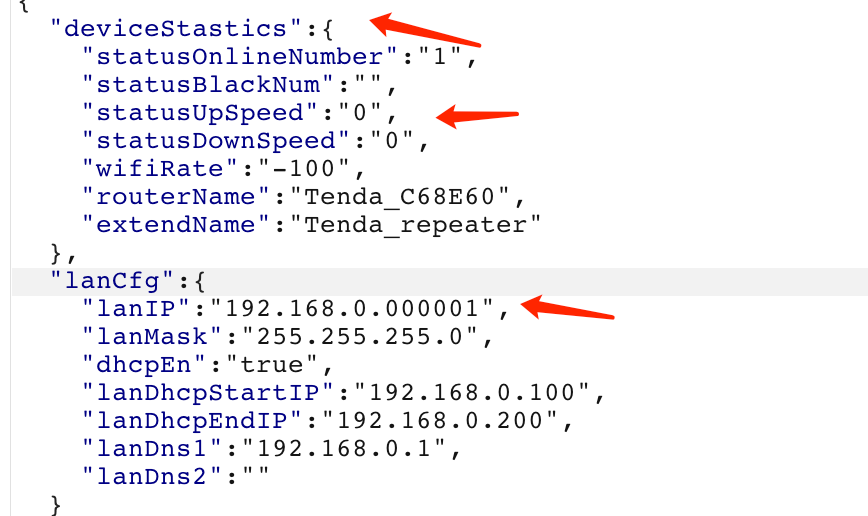 {
"deviceStastics":{
"statusOnlineNumber":"1",
"statusBlackNum":"",
"statusUpSpeed":"0",
"statusDownSpeed":"0",
"wifiRate":"-100",
"routerName":"Tenda_C68E60",
"extendName":"Tenda_repeater"
},
"lanCfg":{
"lanIP":"192.168.0.000001",
"lanMask":"255.255.255.0",
"dhcpEn":"true",
"lanDhcpStartIP":"192.168.0.100",
"lanDhcpEndIP":"192.168.0.200",
"lanDns1":"192.168.0.1",
"lanDns2":""
}